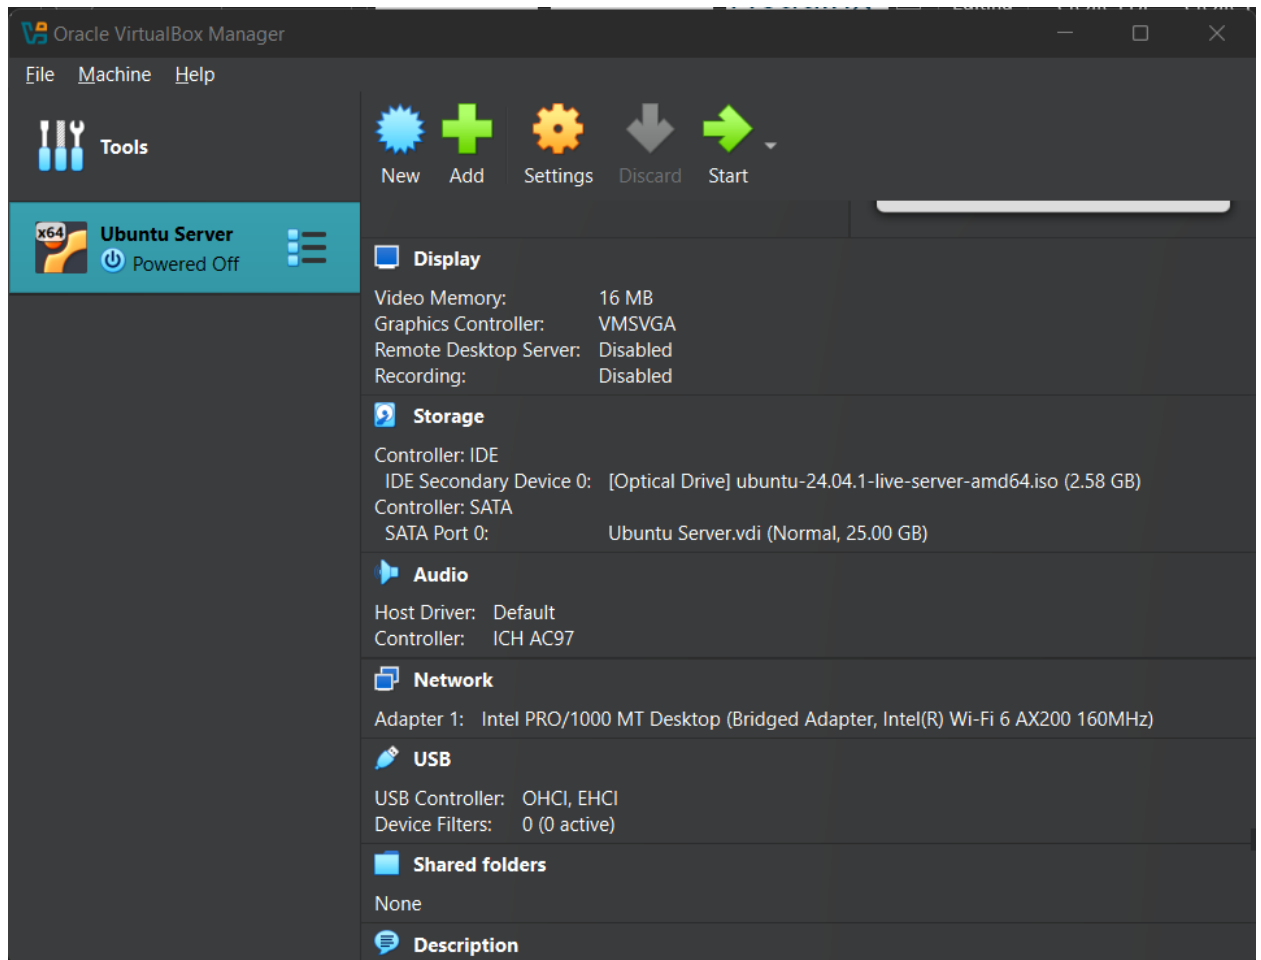 Oracle VirtualBox Manager
File Machine Help
Tools
New Add Settings Discard Start
x64
Ubuntu Server
Powered Off
Display
Video Memory: 16 MB
Graphics Controller: VMSVGA
Remote Desktop Server: Disabled
Recording: Disabled
Storage
Controller: IDE
IDE Secondary Device 0: [Optical Drive] ubuntu-24.04.1-live-server-amd64.iso (2.58 GB)
Controller: SATA
SATA Port 0: Ubuntu Server.vdi (Normal, 25.00 GB)
Audio
Host Driver: Default
Controller: ICH AC97
Network
Adapter 1: Intel PRO/1000 MT Desktop (Bridged Adapter, Intel(R) Wi-Fi 6 AX200 160MHz)
USB
USB Controller: OHCI, EHCI
Device Filters: 0 (0 active)
Shared folders
None
Description